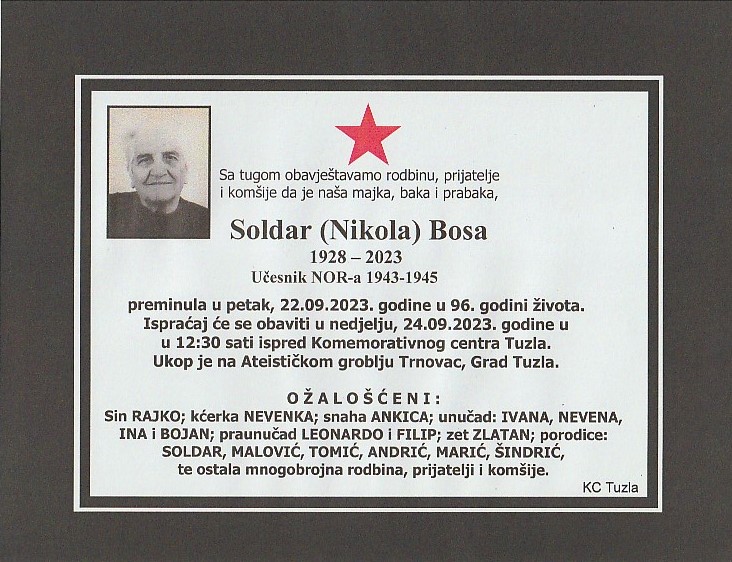 Sa tugom obavještavamo rodbinu, prijatelje
i komšije da je naša majka, baka i prabaka,
Soldar (Nikola) Bosa
1928 – 2023
Učesnik NOR-a 1943-1945
preminula u petak, 22.09.2023. godine u 96. godini života.
Ispraćaj će se obaviti u nedjelju, 24.09.2023. godine u
u 12:30 sati ispred Komemorativnog centra Tuzla.
Ukop je na Ateističkom groblju Trnovac, Grad Tuzla.
O Ž A L O Š Ć E N I :
Sin RAJKO; kćerka NEVENKA; snaha ANKICA; unučad: IVANA, NEVENA,
INA i BOJAN; praunučad LEONARDO i FILIP; zet ZLATAN; porodice:
SOLDAR, MALOVIĆ, TOMIĆ, ANDRIĆ, MARIĆ, ŠINDRIĆ,
te ostala mnogobrojna rodbina, prijatelji i komšije.
KC Tuzla